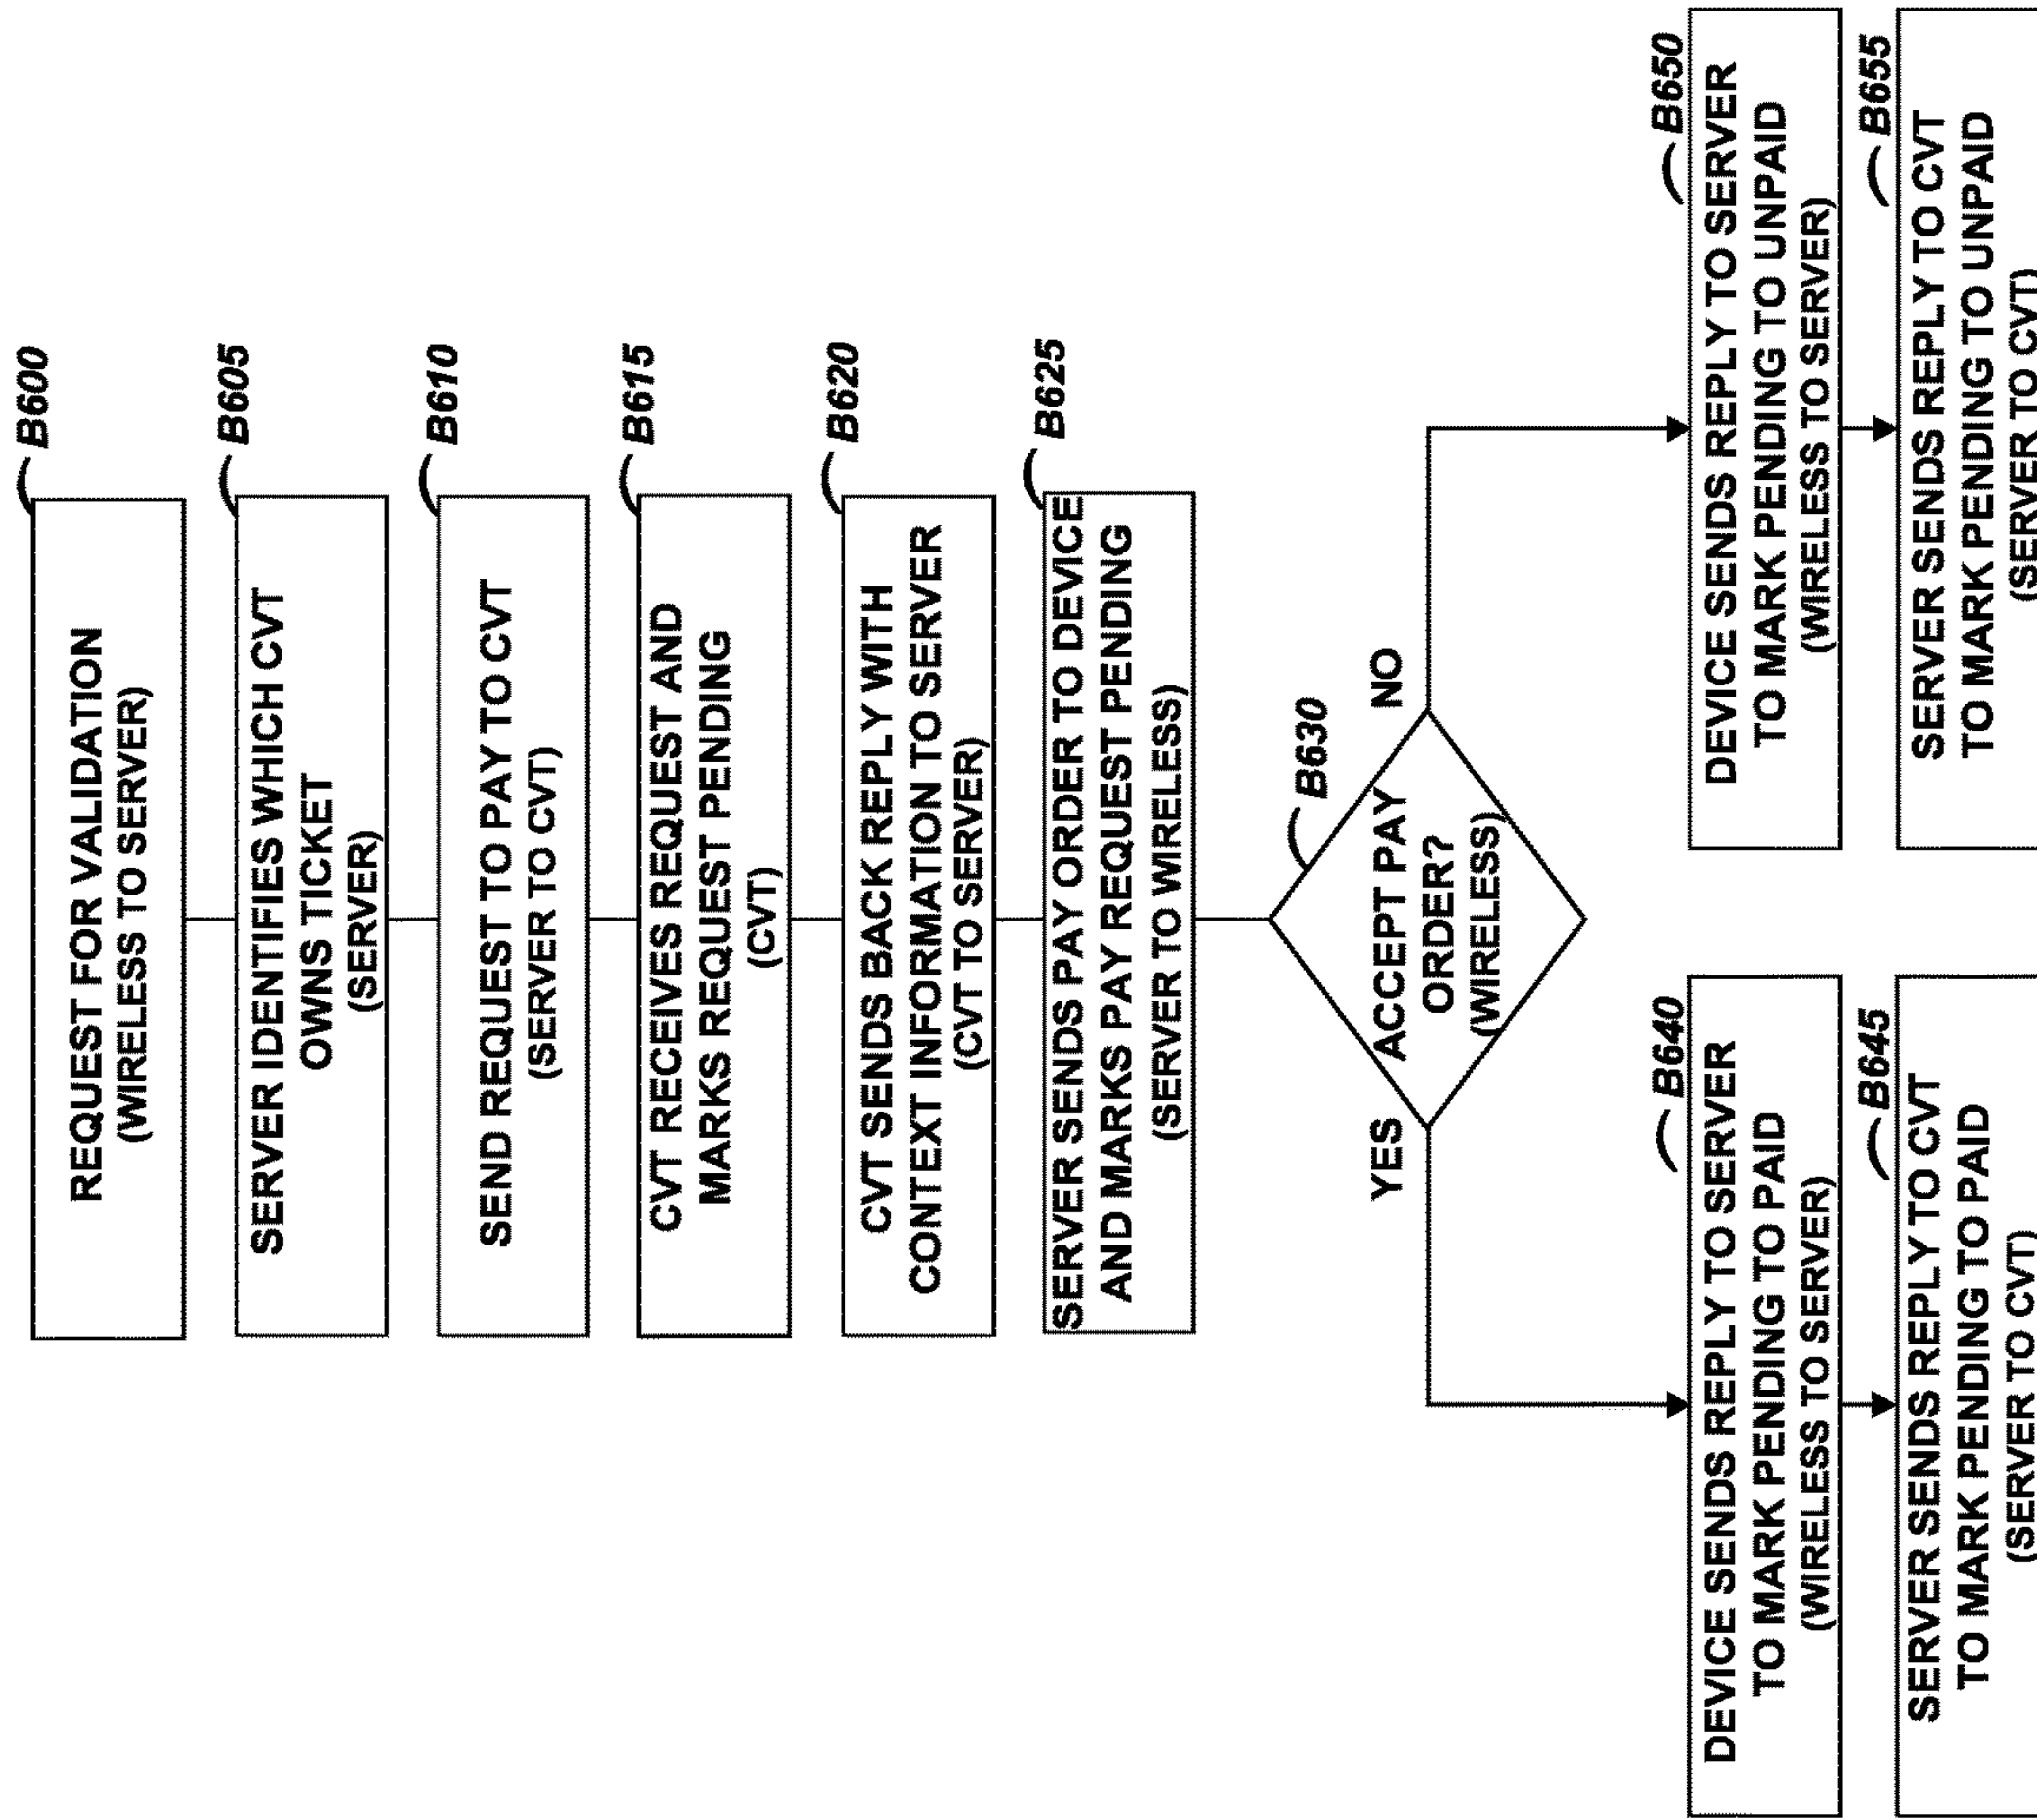 B600
REQUEST FOR VALIDATION
(WIRELESS TO SERVER)
B605
SERVER IDENTIFIES WHICH CVT
OWNS TICKET
(SERVER)
B610
SEND REQUEST TO PAY TO CVT
(SERVER TO CVT)
B615
CVT RECEIVES REQUEST AND
MARKS REQUEST PENDING
(CVT)
B620
CVT SENDS BACK REPLY WITH
CONTEXT INFORMATION TO SERVER
(CVT TO SERVER)
B625
SERVER SENDS PAY ORDER TO DEVICE
AND MARKS PAY REQUEST PENDING
(SERVER TO WIRELESS)
B630
YES
ACCEPT PAY
ORDER?
(WIRELESS)
NO
B640
DEVICE SENDS REPLY TO SERVER
TO MARK PENDING TO PAID
(WIRELESS TO SERVER)
B645
SERVER SENDS REPLY TO CVT
TO MARK PENDING TO PAID
(SERVER TO CVT)
B650
DEVICE SENDS REPLY TO SERVER
TO MARK PENDING TO UNPAID
(WIRELESS TO SERVER)
B655
SERVER SENDS REPLY TO CVT
TO MARK PENDING TO UNPAID
(SERVER TO CVT)